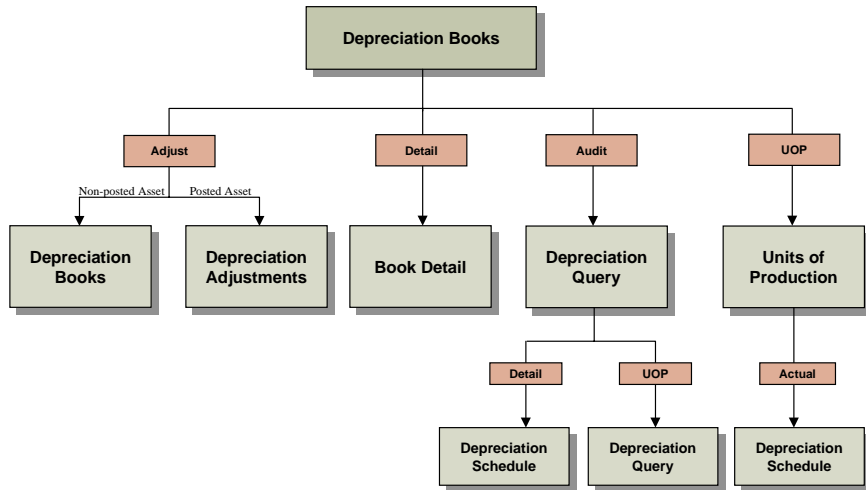 Depreciation Books
Adjust
Detail
Audit
UOP
Non-posted Asset
Posted Asset
Depreciation
Books
Depreciation
Adjustments
Book Detail
Depreciation
Query
Units of
Production
Detail
UOP
Actual
Depreciation
Schedule
Depreciation
Query
Depreciation
Schedule